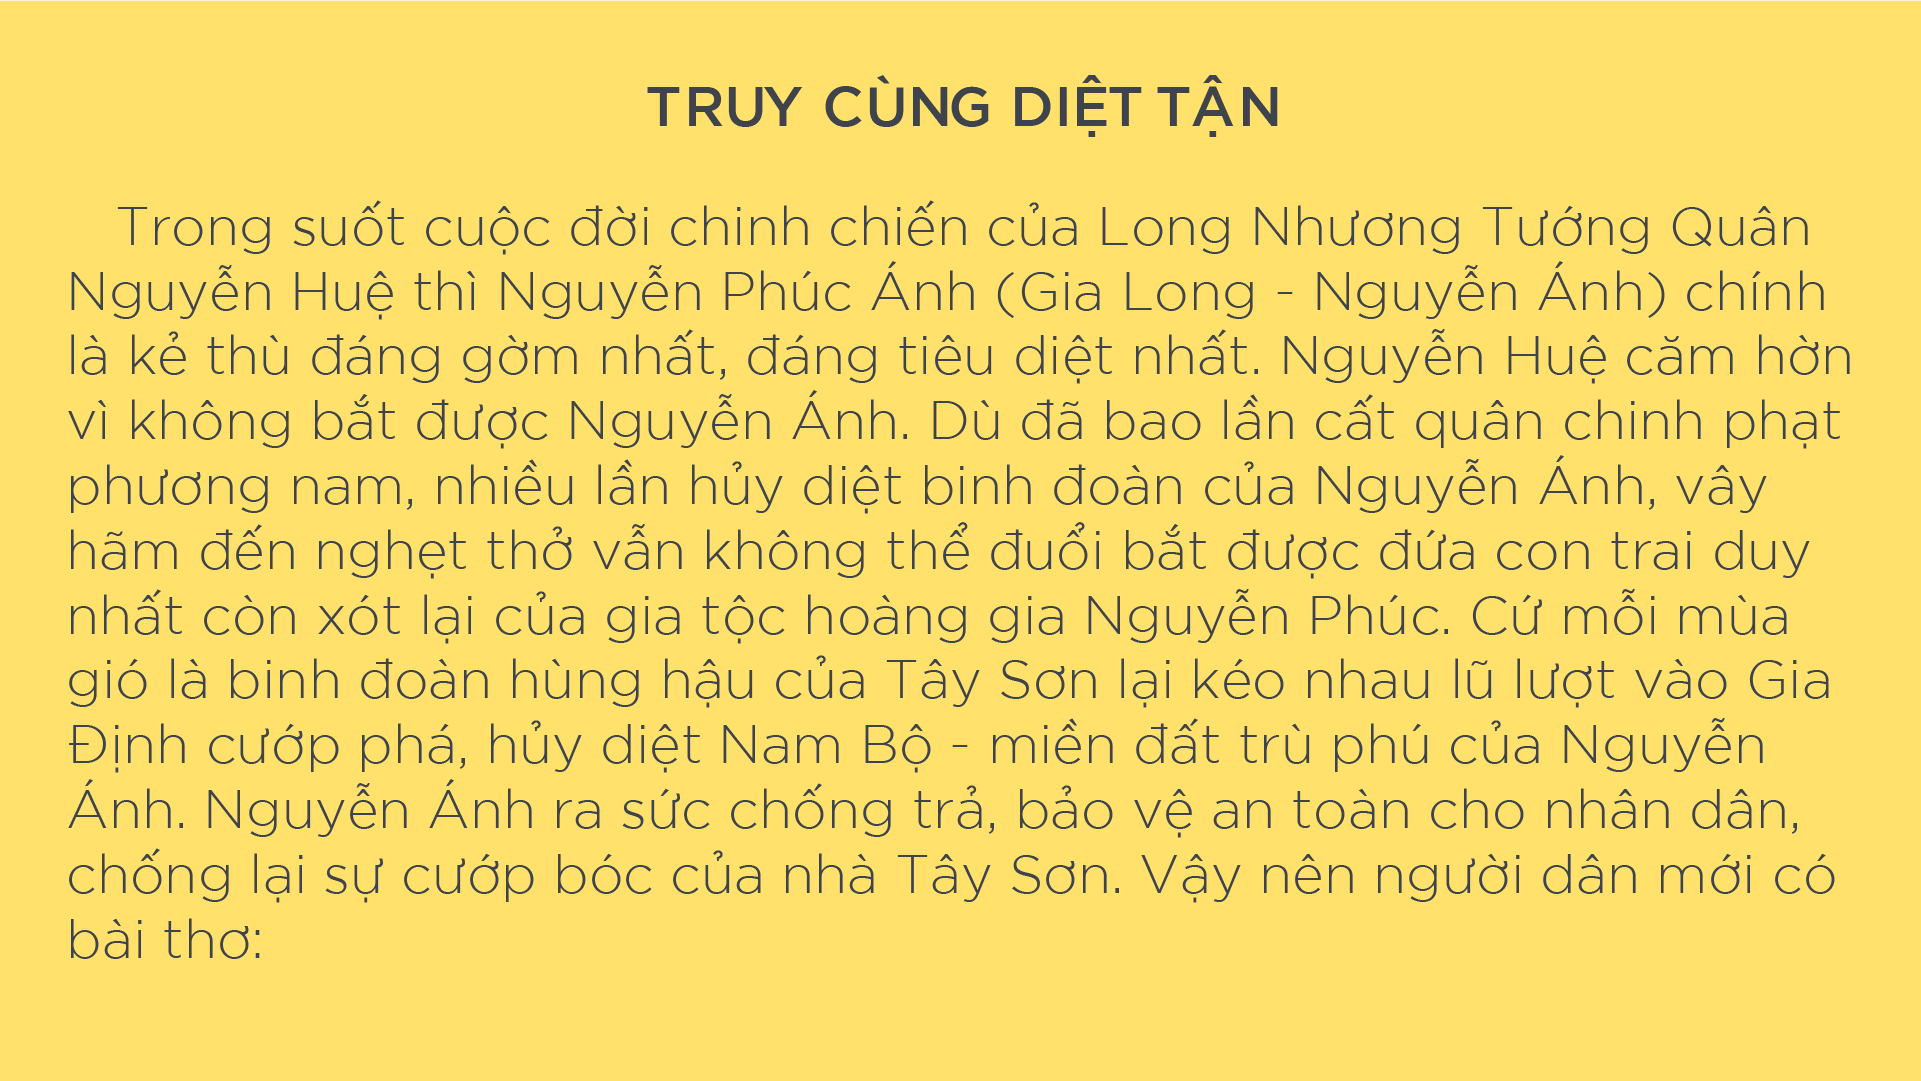 TRUY CÙNG DIỆT TẬN
Trong suốt cuộc đời chinh chiến của Long Nhương Tướng Quân
Nguyễn Huệ thì Nguyễn Phúc Ánh (Gia Long - Nguyễn Ánh) chính
là kẻ thù đáng gờm nhất, đáng tiêu diệt nhất. Nguyễn Huệ căm hờn
vì không bắt được Nguyễn Ánh. Dù đã bao lần cất quân chinh phạt
phương nam, nhiều lần hủy diệt binh đoàn của Nguyễn Ánh, vây
hãm đến nghẹt thở vẫn không thể đuổi bắt được đứa con trai duy
nhất còn xót lại của gia tộc hoàng gia Nguyễn Phúc. Cứ mỗi mùa
gió là binh đoàn hùng hậu của Tây Sơn lại kéo nhau lũ lượt vào Gia
Định cướp phá, hủy diệt Nam Bộ - miền đất trù phú của Nguyễn
Ánh. Nguyễn Ánh ra sức chống trả, bảo vệ an toàn cho nhân dân,
chống lại sự cướp bóc của nhà Tây Sơn. Vậy nên người dân mới có
bài thơ: